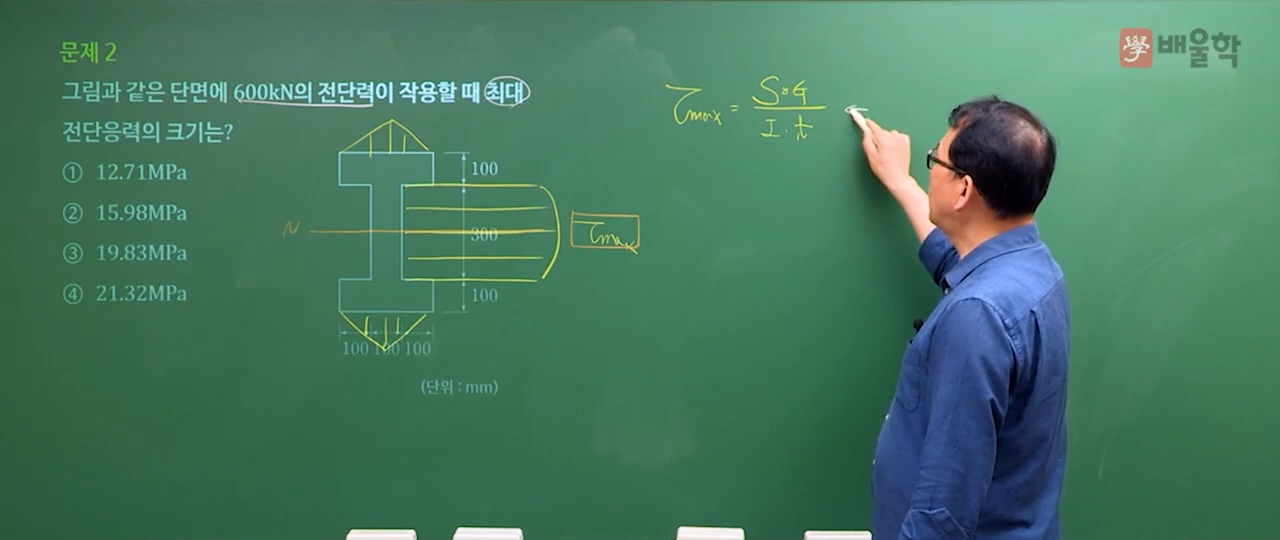 문제 2
그림과 같은 단면에 600kN의 전단력이 작용할 때 최대
전단응력의 크기는?
① 12.71MPa
② 15.98MPa
③ 19.83MPa
④ 21.32MPa
100
300
100
100 100 100
(단위 : mm)
N
τmax
τmax = S·G / I·t
學 배울학